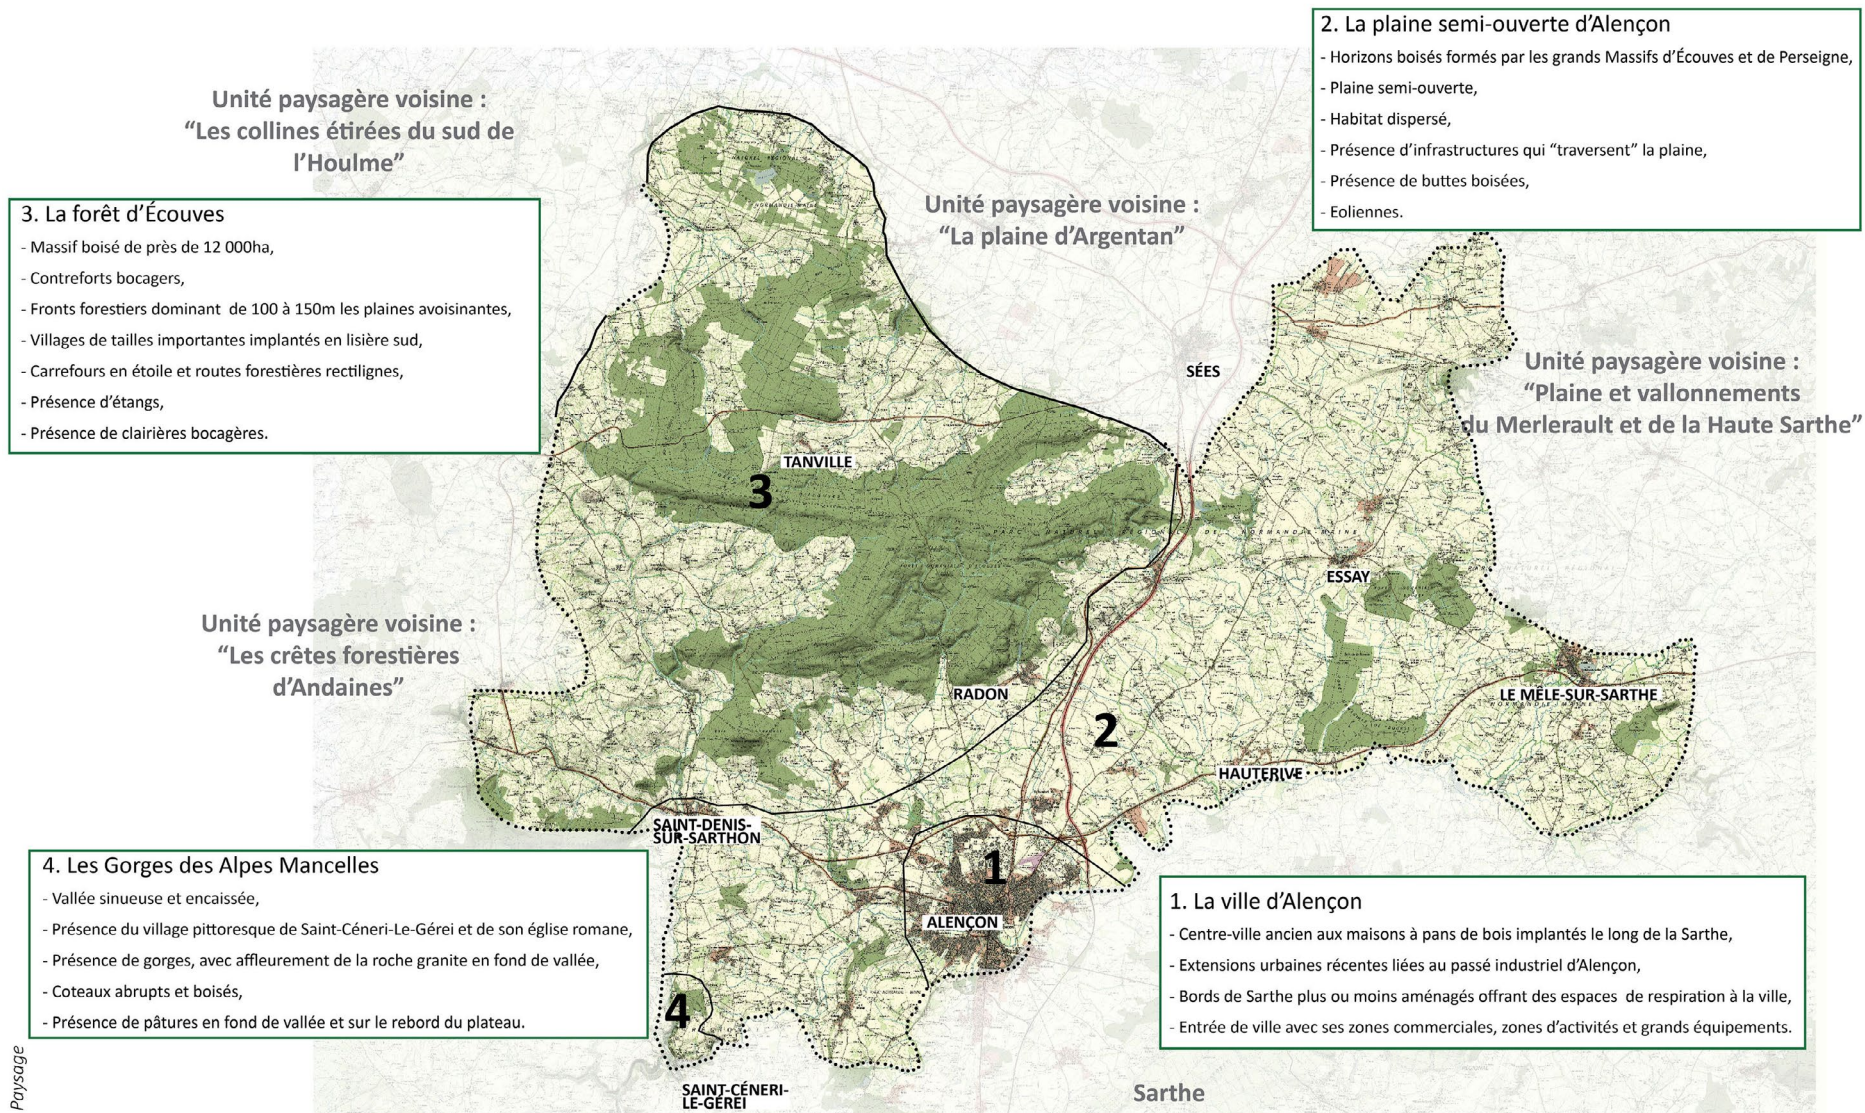 2. La plaine semi-ouverte d'Alençon
- Horizons boisés formés par les grands Massifs d'Écouves et de Perseigne,
- Plaine semi-ouverte,
- Habitat dispersé,
- Présence d'infrastructures qui “traversent” la plaine,
- Présence de buttes boisées,
- Eoliennes.
Unité paysagère voisine :
“Les collines étirées du sud de
l'Houlme”
Unité paysagère voisine :
“La plaine d'Argentan”
3. La forêt d'Écouves
- Massif boisé de près de 12 000ha,
- Contreforts bocagers,
- Fronts forestiers dominant de 100 à 150m les plaines avoisinantes,
- Villages de tailles importantes implantés en lisière sud,
- Carrefours en étoile et routes forestières rectilignes,
- Présence d'étangs,
- Présence de clairières bocagères.
SÉES
Unité paysagère voisine :
“Plaine et vallonnements
du Merlerault et de la Haute Sarthe”
TANVILLE
3
ESSAY
Unité paysagère voisine :
“Les crêtes forestières
d'Andaines”
RADON
LE MÊLE-SUR-SARTHE
2
HAUTERIVE
SAINT-DENIS-
SUR-SARTHON
1
ALENÇON
4. Les Gorges des Alpes Mancelles
- Vallée sinueuse et encaissée,
- Présence du village pittoresque de Saint-Céneri-Le-Gérei et de son église romane,
- Présence de gorges, avec affleurement de la roche granite en fond de vallée,
- Coteaux abrupts et boisés,
- Présence de pâtures en fond de vallée et sur le rebord du plateau.
4
1. La ville d'Alençon
- Centre-ville ancien aux maisons à pans de bois implantés le long de la Sarthe,
- Extensions urbaines récentes liées au passé industriel d'Alençon,
- Bords de Sarthe plus ou moins aménagés offrant des espaces de respiration à la ville,
- Entrée de ville avec ses zones commerciales, zones d'activités et grands équipements.
SAINT-CÉNERI-
LE-GÉREI
Sarthe
Paysage